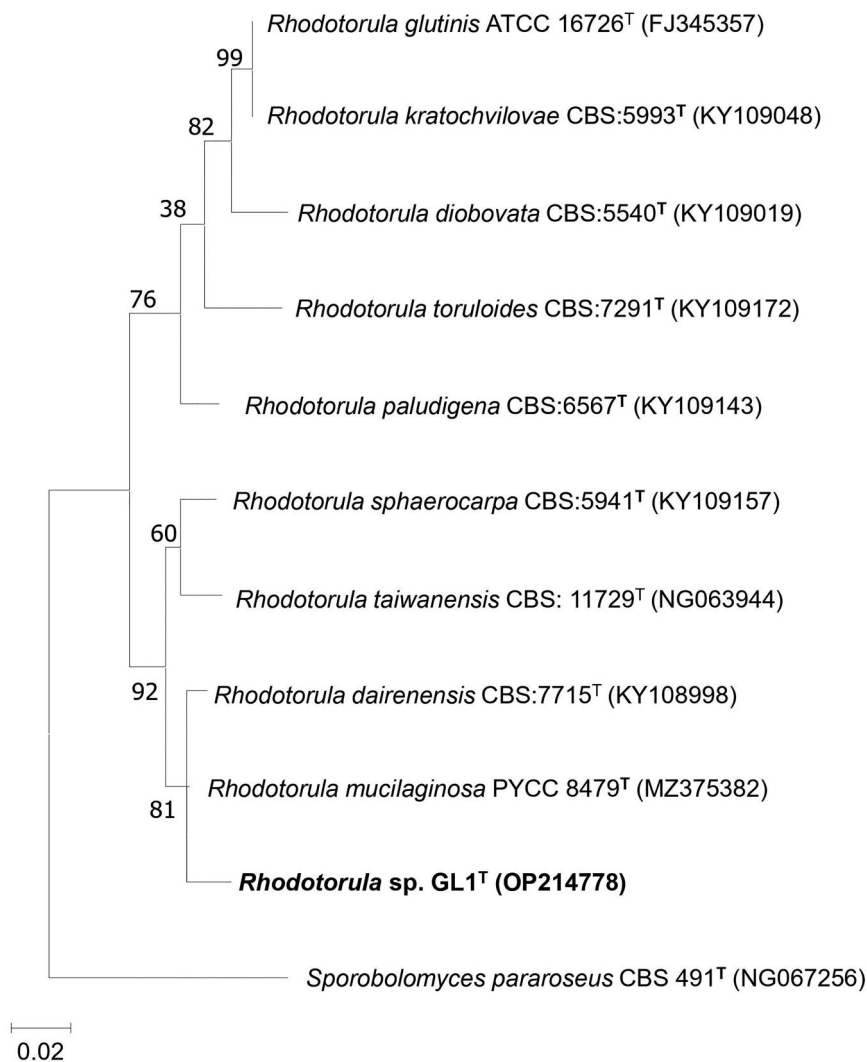 Rhodotorula glutinis ATCC 16726ᵀ (FJ345357)
99
Rhodotorula kratochvilovae CBS:5993ᵀ (KY109048)
82
Rhodotorula diobovata CBS:5540ᵀ (KY109019)
38
Rhodotorula toruloides CBS:7291ᵀ (KY109172)
76
Rhodotorula paludigena CBS:6567ᵀ (KY109143)
Rhodotorula sphaerocarpa CBS:5941ᵀ (KY109157)
60
Rhodotorula taiwanensis CBS: 11729ᵀ (NG063944)
Rhodotorula dairenensis CBS:7715ᵀ (KY108998)
92
Rhodotorula mucilaginosa PYCC 8479ᵀ (MZ375382)
81
Rhodotorula sp. GL1ᵀ (OP214778)
Sporobolomyces pararoseus CBS 491ᵀ (NG067256)
0.02